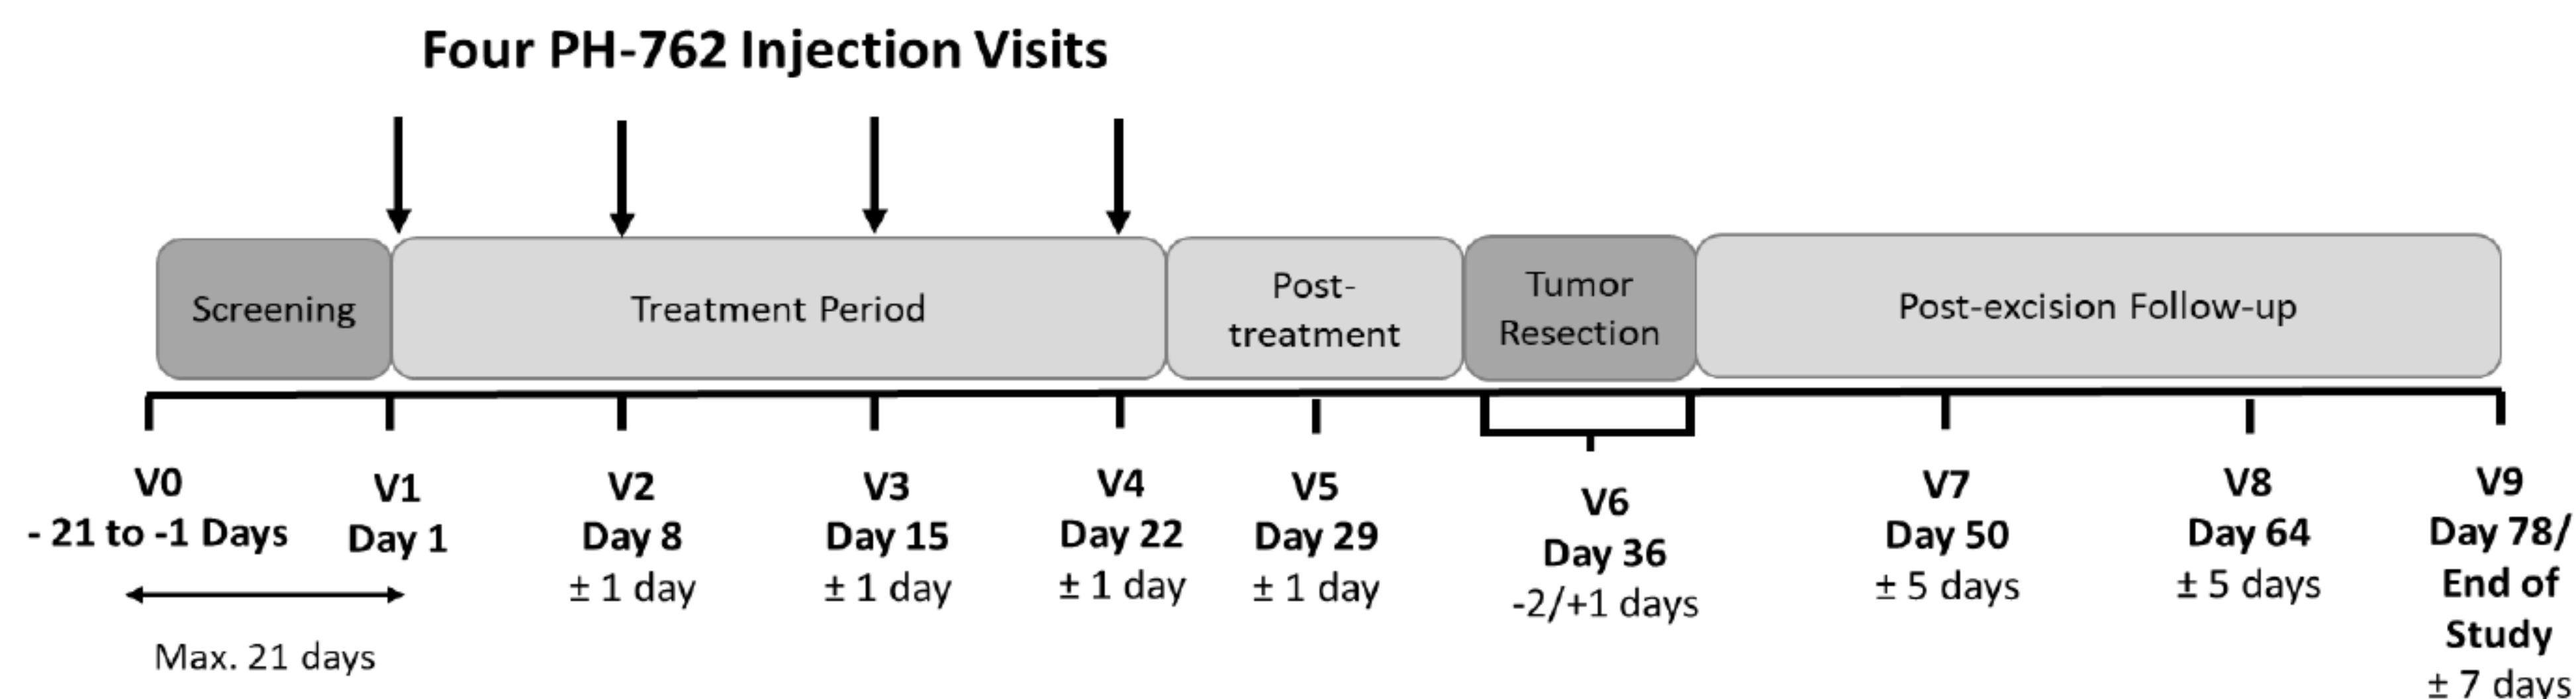 Four PH-762 Injection Visits
Screening
Treatment Period
Post-
treatment
Tumor
Resection
Post-excision Follow-up
V0
- 21 to -1 Days
Max. 21 days
V1
Day 1
V2
Day 8
± 1 day
V3
Day 15
± 1 day
V4
Day 22
± 1 day
V5
Day 29
± 1 day
V6
Day 36
-2/+1 days
V7
Day 50
± 5 days
V8
Day 64
± 5 days
V9
Day 78/
End of
Study
± 7 days